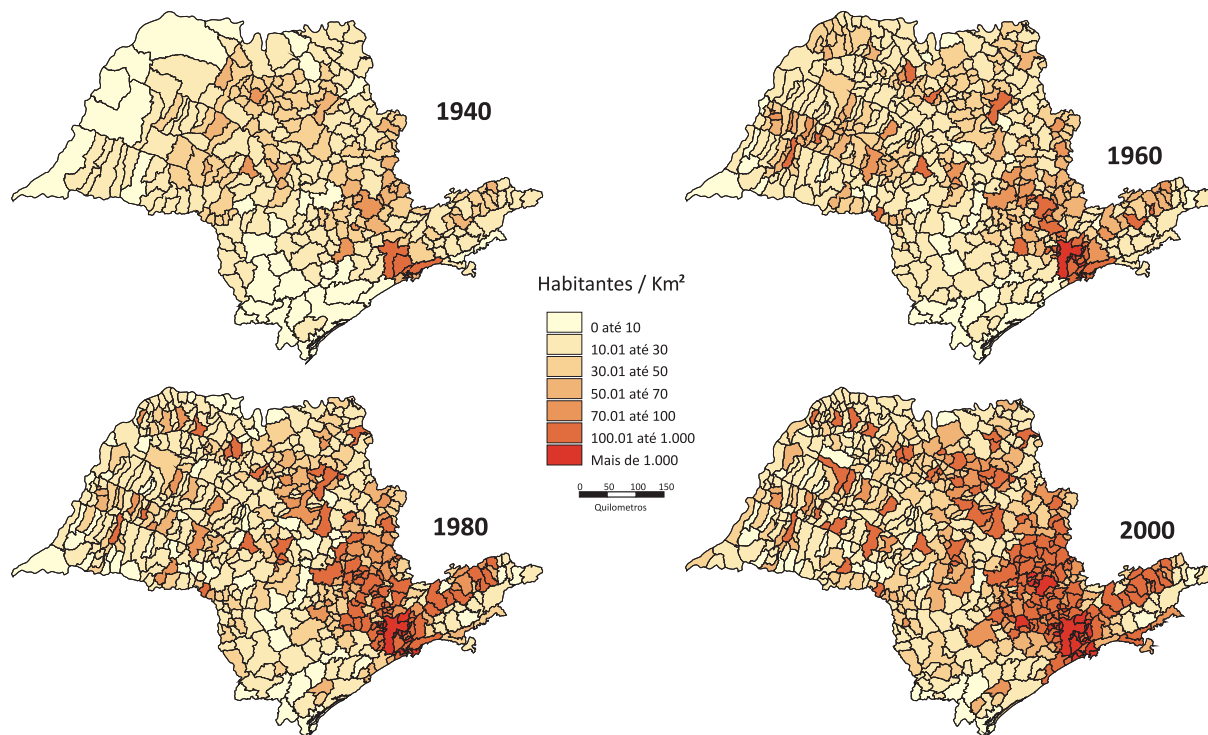 1940
1960
Habitantes / Km²
0 até 10
10.01 até 30
30.01 até 50
50.01 até 70
70.01 até 100
100.01 até 1.000
Mais de 1.000
0 50 100 150
Quilometros
1980
2000